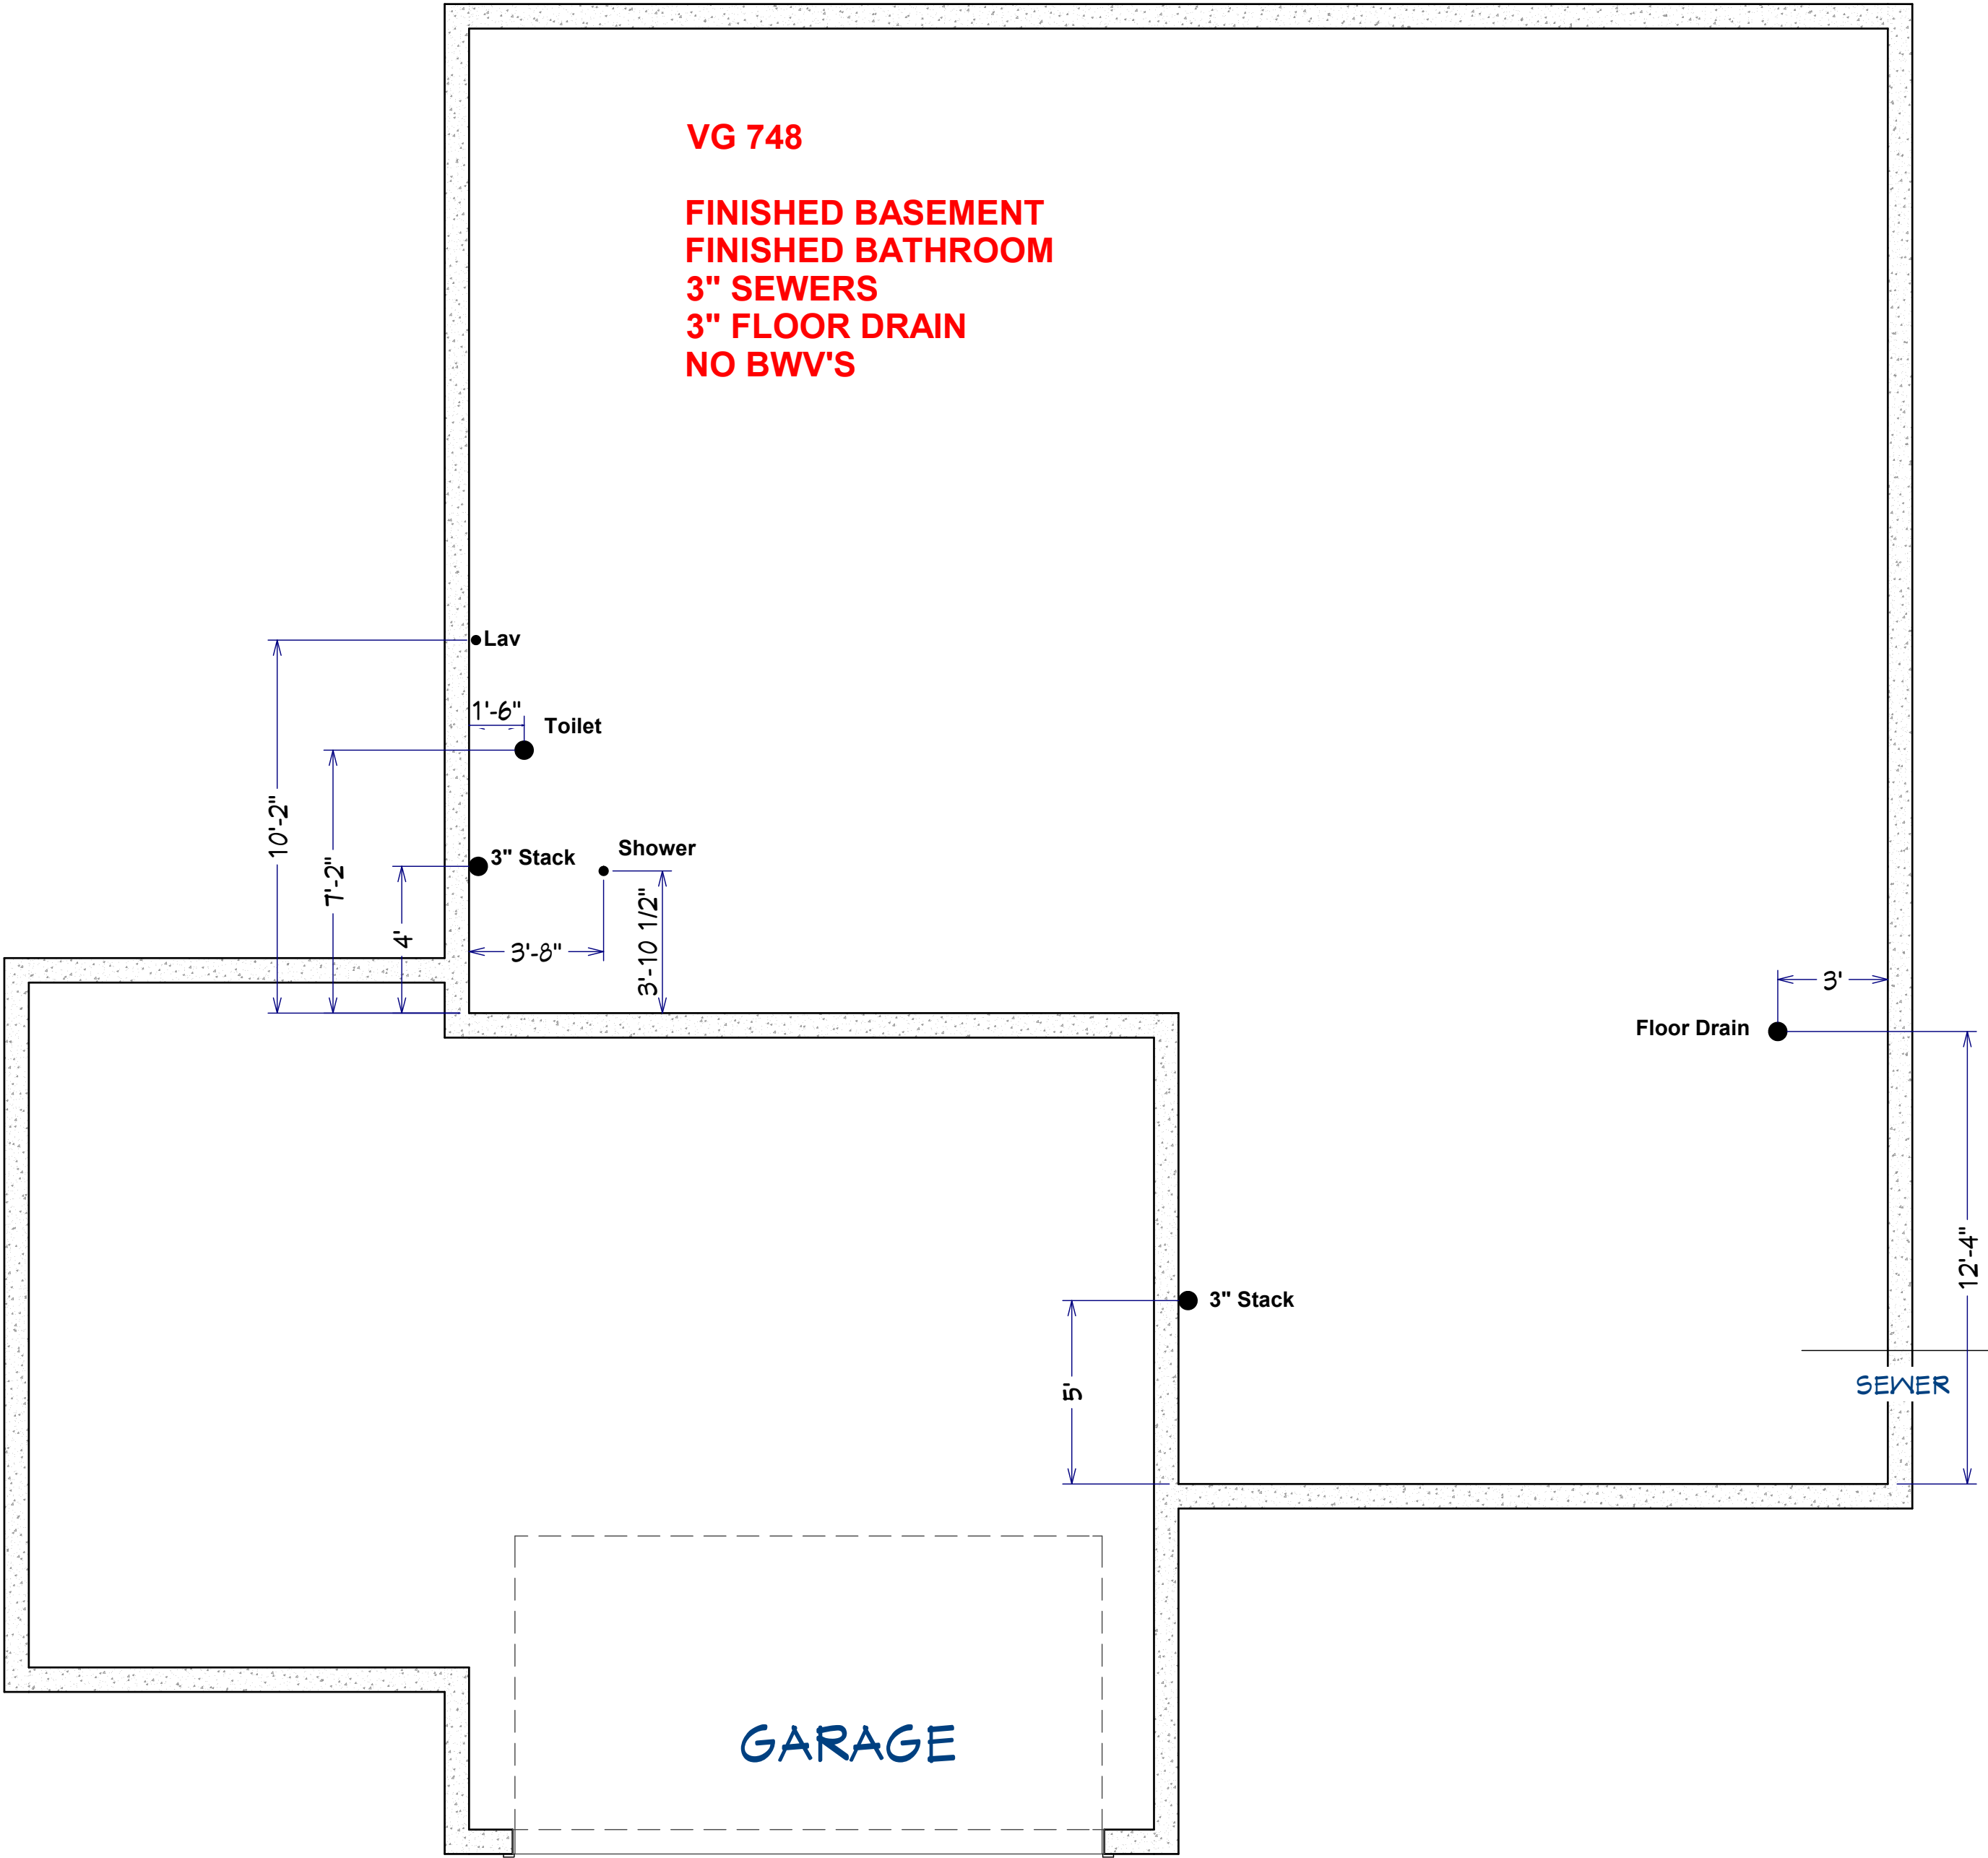 VG 748
FINISHED BASEMENT
FINISHED BATHROOM
3" SEWERS
3" FLOOR DRAIN
NO BWV'S
Lav
1'-6"
Toilet
10'-2"
7'-2"
3" Stack
Shower
4'
3'-8"
3'-10 1/2"
3'
Floor Drain
12'-4"
3" Stack
5'
SEWER
GARAGE